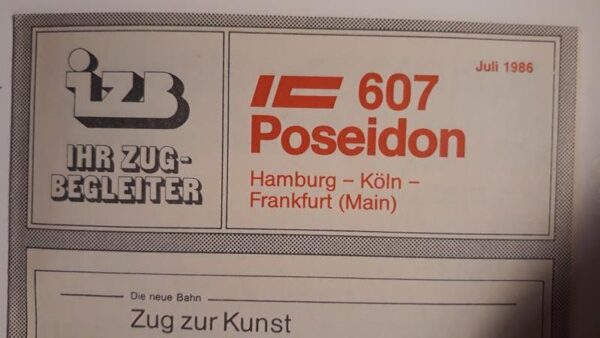 izb
IHR ZUG-
BEGLEITER
Juli 1986
IC 607
Poseidon
Hamburg – Köln –
Frankfurt (Main)
Die neue Bahn
Zug zur Kunst